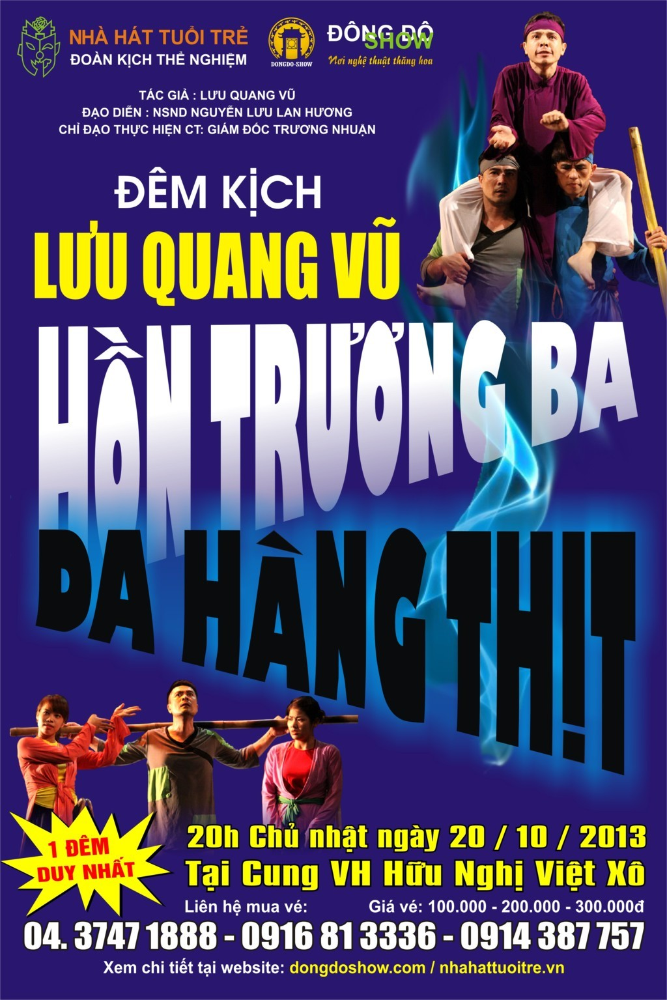 NHÀ HÁT TUỔI TRẺ
ĐOÀN KỊCH THỂ NGHIỆM
DONGDO-SHOW
ĐÔNG ĐÔ
SHOW
Nơi nghệ thuật thăng hoa
TÁC GIẢ : LƯU QUANG VŨ
ĐẠO DIỄN : NSND NGUYỄN LƯU LAN HƯƠNG
CHỈ ĐẠO THỰC HIỆN CT: GIÁM ĐỐC TRƯƠNG NHUẬN
ĐÊM KỊCH
LƯU QUANG VŨ
HỒN TRƯƠNG BA
DA HÂNG THỊT
1 ĐÊM
DUY NHẤT
20h Chủ nhật ngày 20 / 10 / 2013
Tại Cung VH Hữu Nghị Việt Xô
Liên hệ mua vé: Giá vé: 100.000 - 200.000 - 300.000đ
04. 3747 1888 - 0916 81 3336 - 0914 387 757
Xem chi tiết tại website: dongdoshow.com / nhahattuoitre.vn